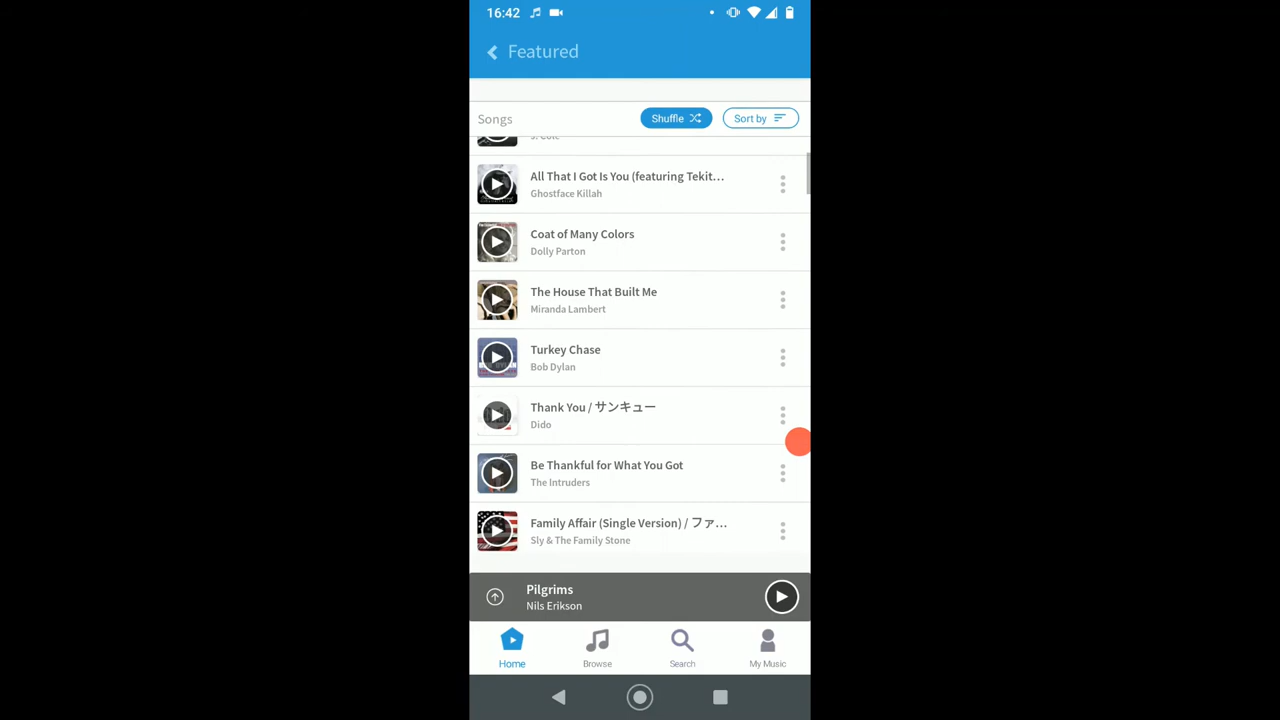 16:42
Featured
Songs
Shuffle
Sort by
J. Cole
All That I Got Is You (featuring Tekit...
Ghostface Killah
Coat of Many Colors
Dolly Parton
The House That Built Me
Miranda Lambert
Turkey Chase
Bob Dylan
Thank You / サンキュー
Dido
Be Thankful for What You Got
The Intruders
Family Affair (Single Version) / ファ...
Sly & The Family Stone
Pilgrims
Nils Erikson
Home
Browse
Search
My Music